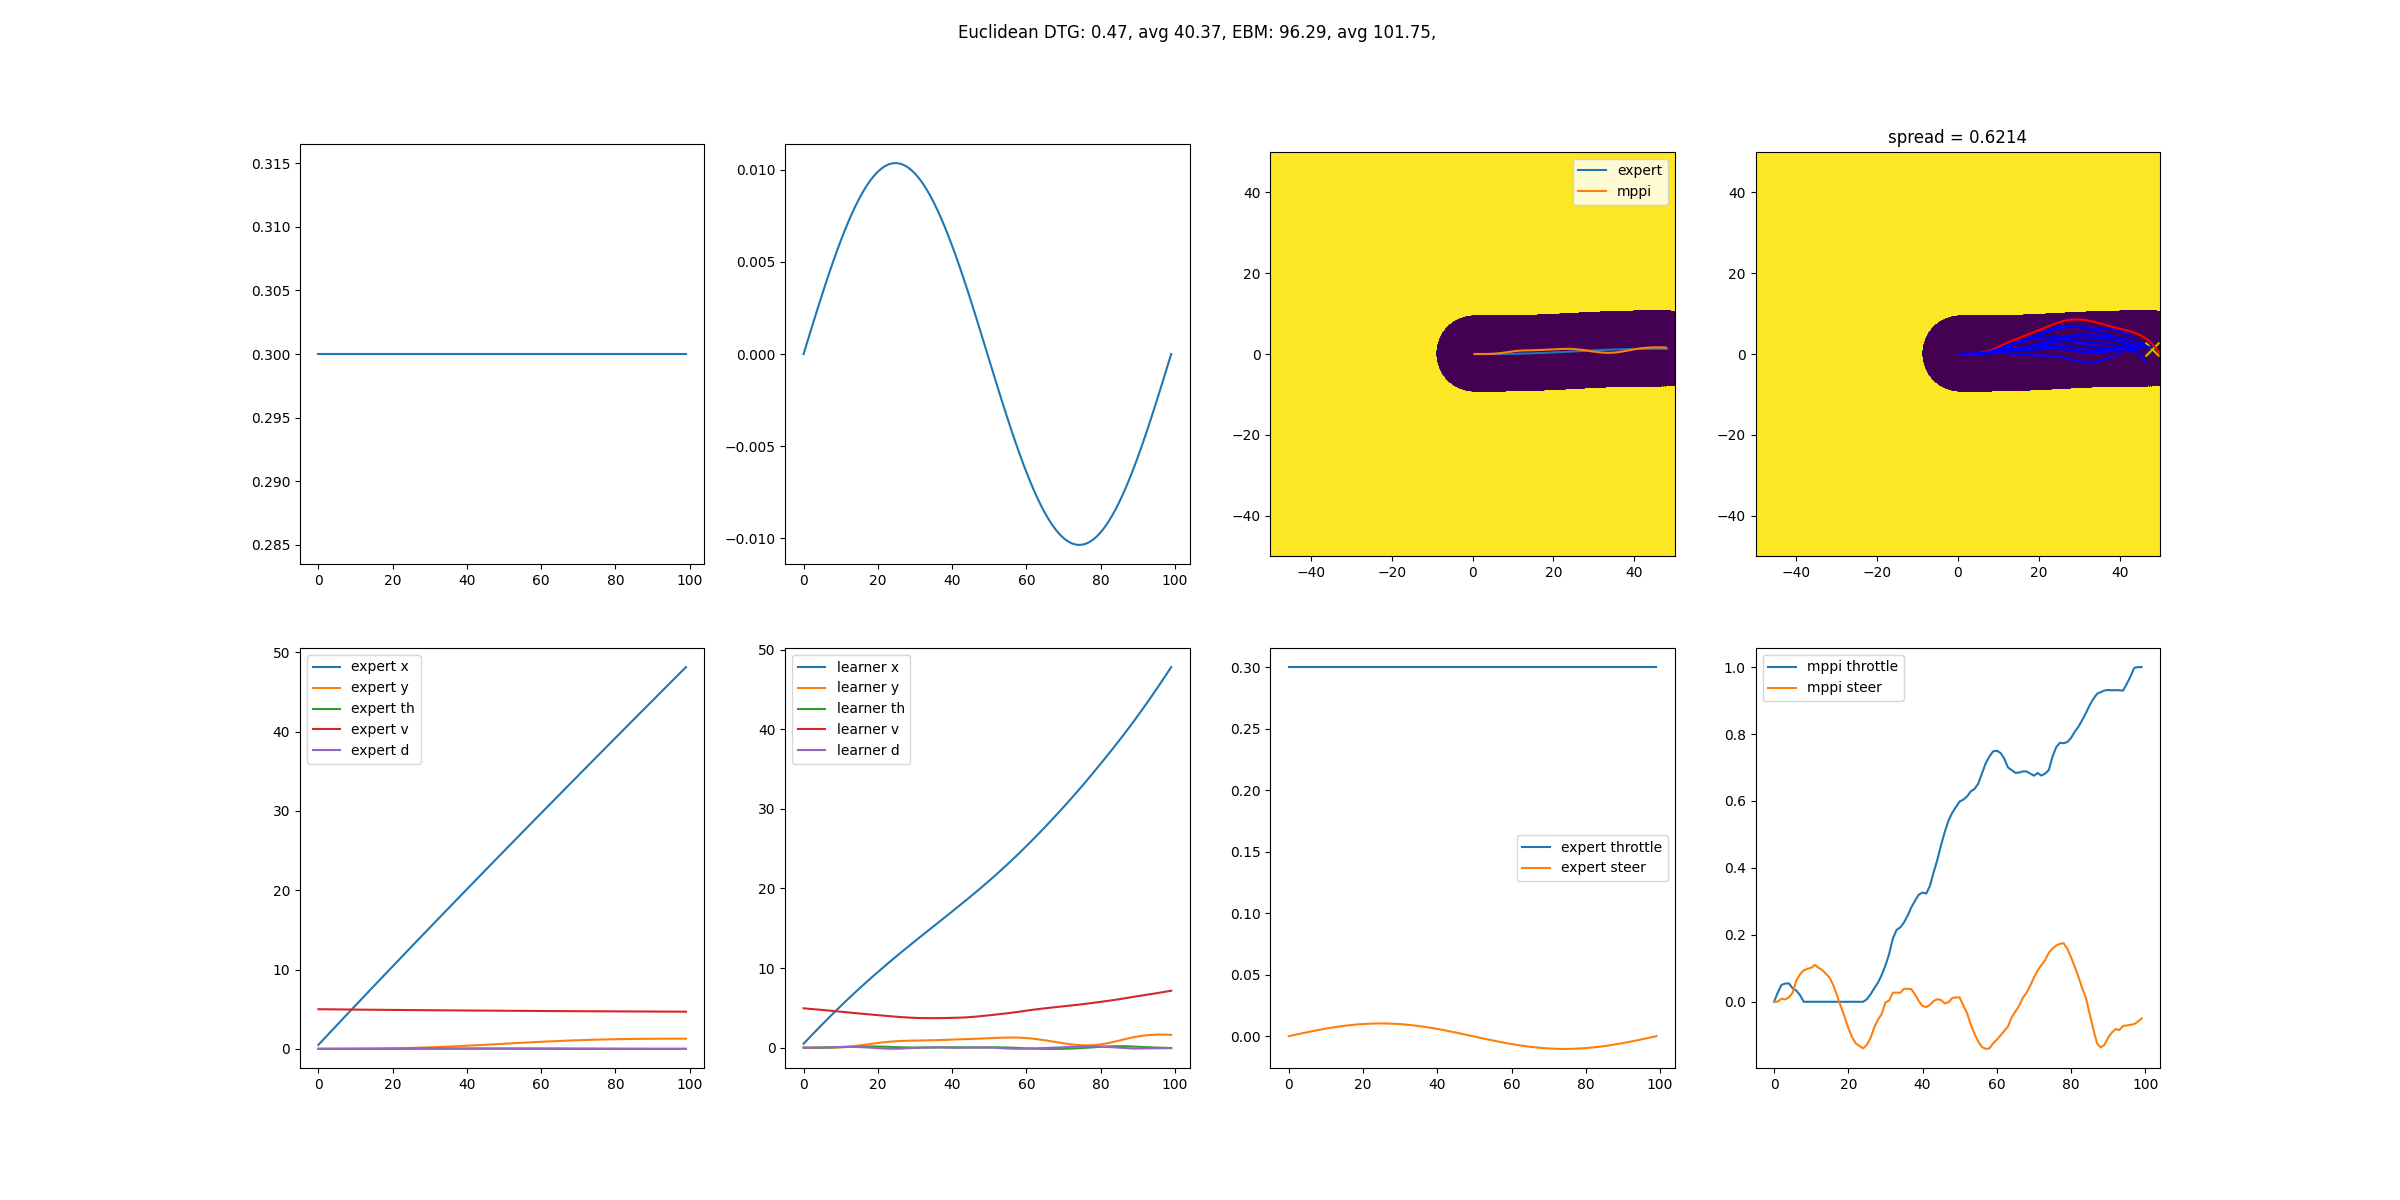 Euclidean DTG: 0.47, avg 40.37, EBM: 96.29, avg 101.75,
0.315
0.310
0.305
0.300
0.295
0.290
0.285
0 20 40 60 80 100
0.010
0.005
0.000
−0.005
−0.010
0 20 40 60 80 100
expert
mppi
40
20
0
−20
−40
−40 −20 0 20 40
spread = 0.6214
40
20
0
−20
−40
−40 −20 0 20 40
expert x
expert y
expert th
expert v
expert d
50
40
30
20
10
0
0 20 40 60 80 100
learner x
learner y
learner th
learner v
learner d
50
40
30
20
10
0
0 20 40 60 80 100
0.30
0.25
0.20
0.15
0.10
0.05
0.00
expert throttle
expert steer
0 20 40 60 80 100
mppi throttle
mppi steer
1.0
0.8
0.6
0.4
0.2
0.0
0 20 40 60 80 100